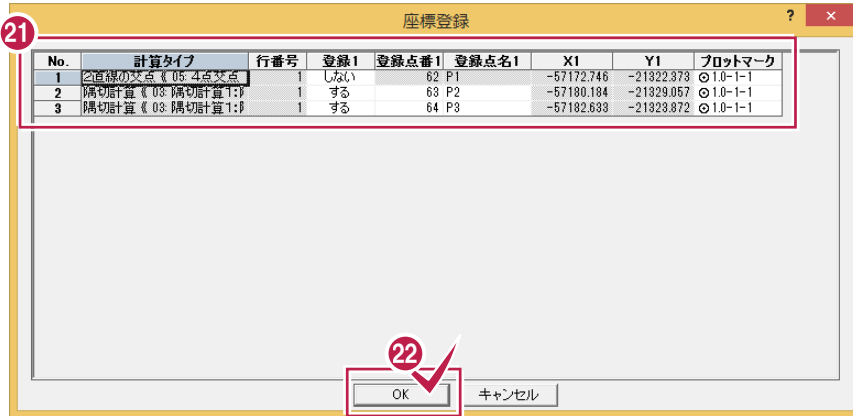 座標登録
? ×
21
No. 計算タイプ 行番号 登録1 登録点番1 登録点名1 X1 Y1 プロットマーク
1 2直線の交点《 05: 4点交点 1 しない 62 P1 -57172.746 -21322.373 1.0-1-1
2 隅切計算《 03: 隅切計算1: 1 する 63 P2 -57180.184 -21329.057 1.0-1-1
3 隅切計算《 03: 隅切計算1: 1 する 64 P3 -57182.633 -21323.872 1.0-1-1
22
OK キャンセル